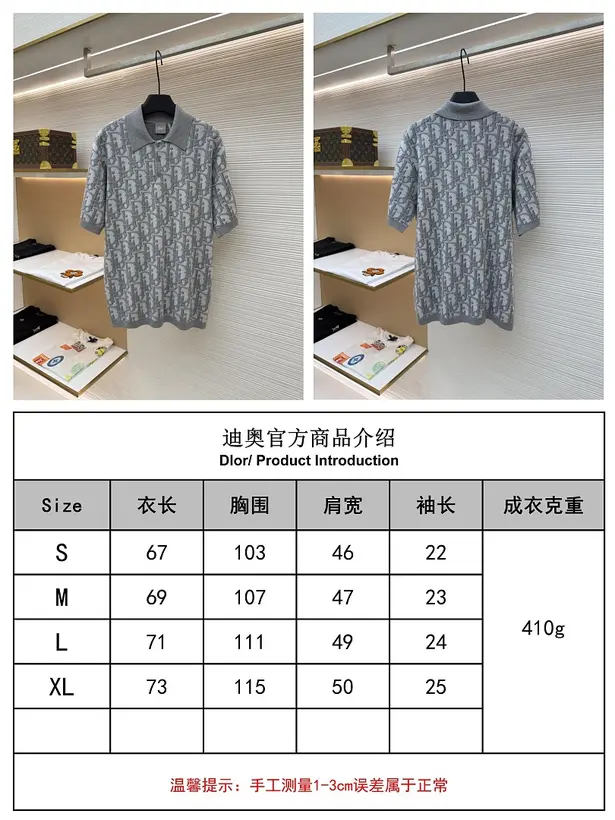 迪奥官方商品介绍
DIor/ Product Introduction
Size 衣长 胸围 肩宽 袖长 成衣克重
S 67 103 46 22
M 69 107 47 23
L 71 111 49 24
XL 73 115 50 25
410g
温馨提示：手工测量1-3cm误差属于正常